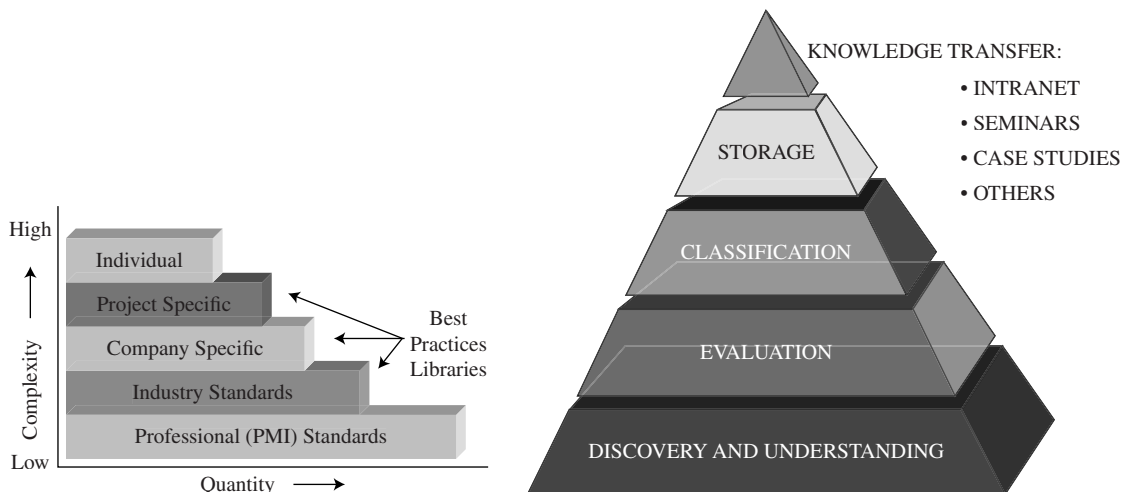 High
Individual
Project Specific
Company Specific
Industry Standards
Professional (PMI) Standards
Low
Complexity
Quantity
Best
Practices
Libraries
KNOWLEDGE TRANSFER:
• INTRANET
• SEMINARS
• CASE STUDIES
• OTHERS
STORAGE
CLASSIFICATION
EVALUATION
DISCOVERY AND UNDERSTANDING